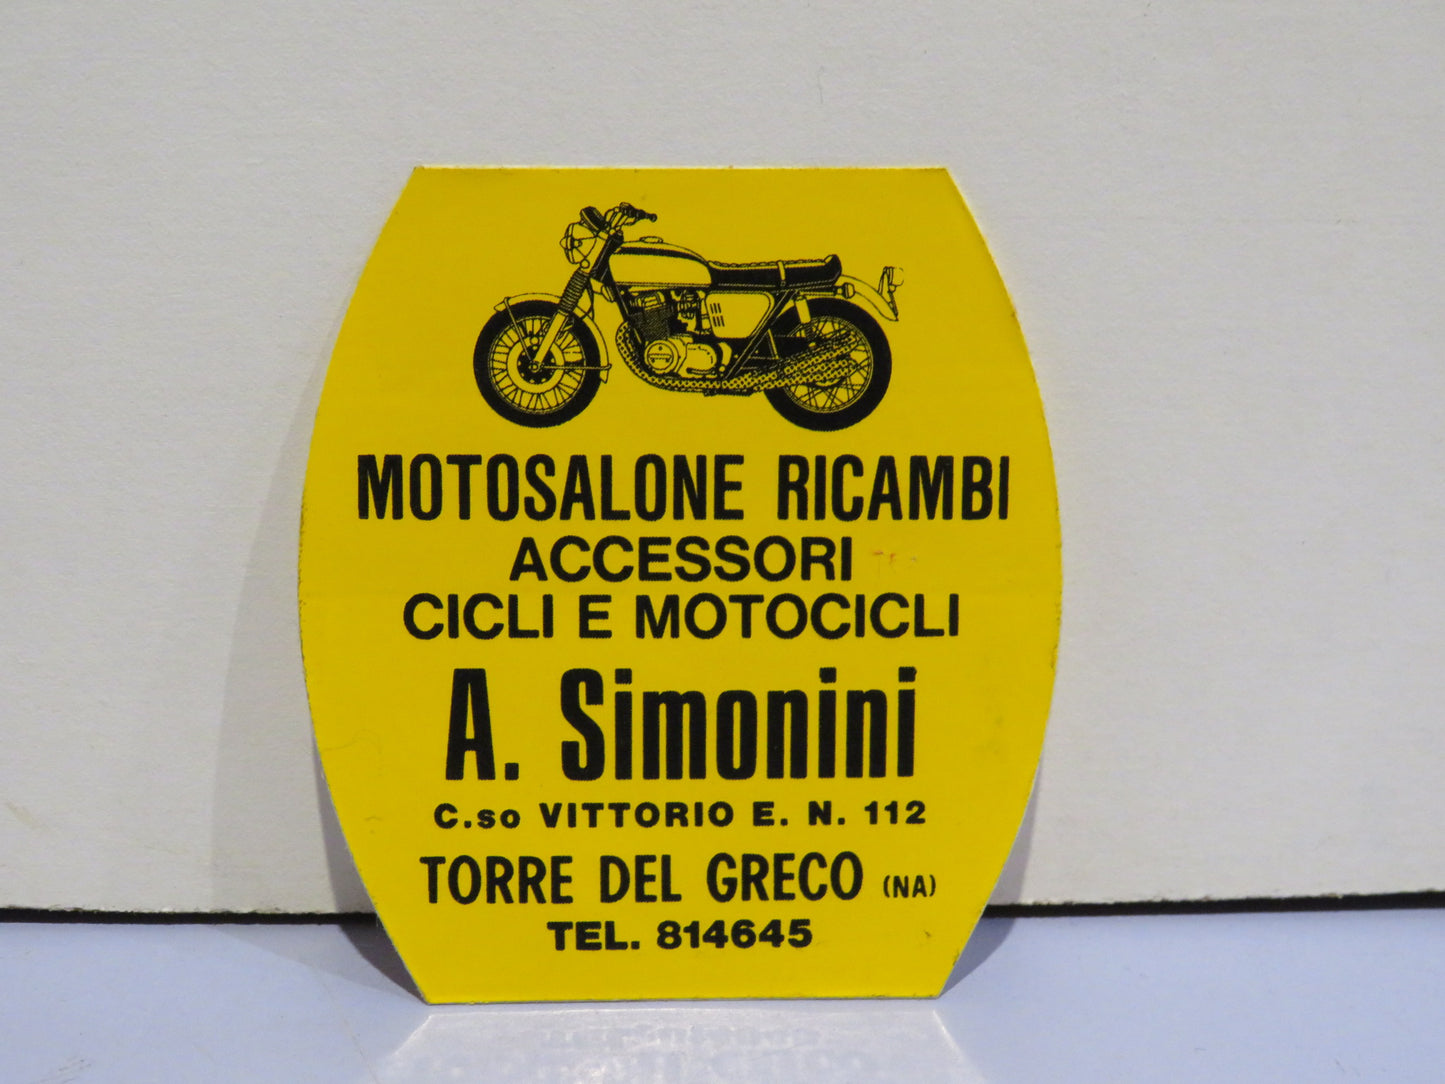 MOTOSALONE RICAMBI
ACCESSORI
CICLI E MOTOCICLI
A. Simonini
C.so VITTORIO E. N. 112
TORRE DEL GRECO (NA)
TEL. 814645